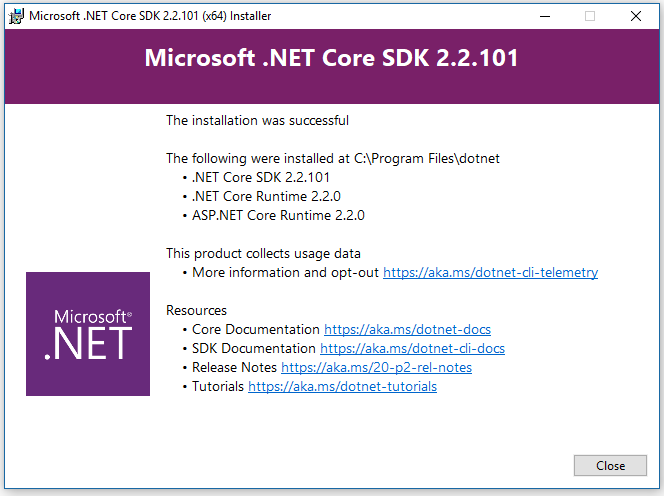 Microsoft .NET Core SDK 2.2.101 (x64) Installer
Microsoft .NET Core SDK 2.2.101
The installation was successful
The following were installed at C:\Program Files\dotnet
• .NET Core SDK 2.2.101
• .NET Core Runtime 2.2.0
• ASP.NET Core Runtime 2.2.0
This product collects usage data
• More information and opt-out https://aka.ms/dotnet-cli-telemetry
Microsoft®
.NET
Resources
• Core Documentation https://aka.ms/dotnet-docs
• SDK Documentation https://aka.ms/dotnet-cli-docs
• Release Notes https://aka.ms/20-p2-rel-notes
• Tutorials https://aka.ms/dotnet-tutorials
Close